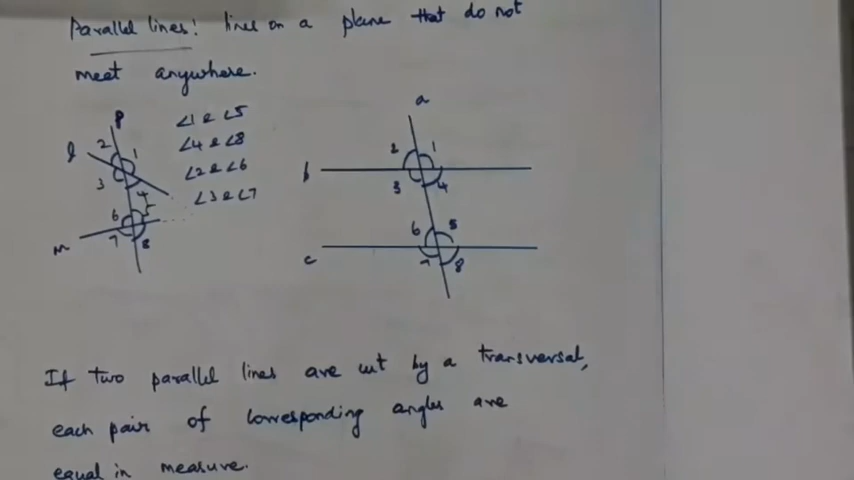 Parallel lines: lines on a plane that do not
meet anywhere.
p
l
2
1
3
4
6
5
7
8
m
∠1 & ∠5
∠4 & ∠8
∠2 & ∠6
∠3 & ∠7
a
b
2
1
3
4
6
5
c
7
8
If two parallel lines are cut by a transversal,
each pair of corresponding angles are
equal in measure.